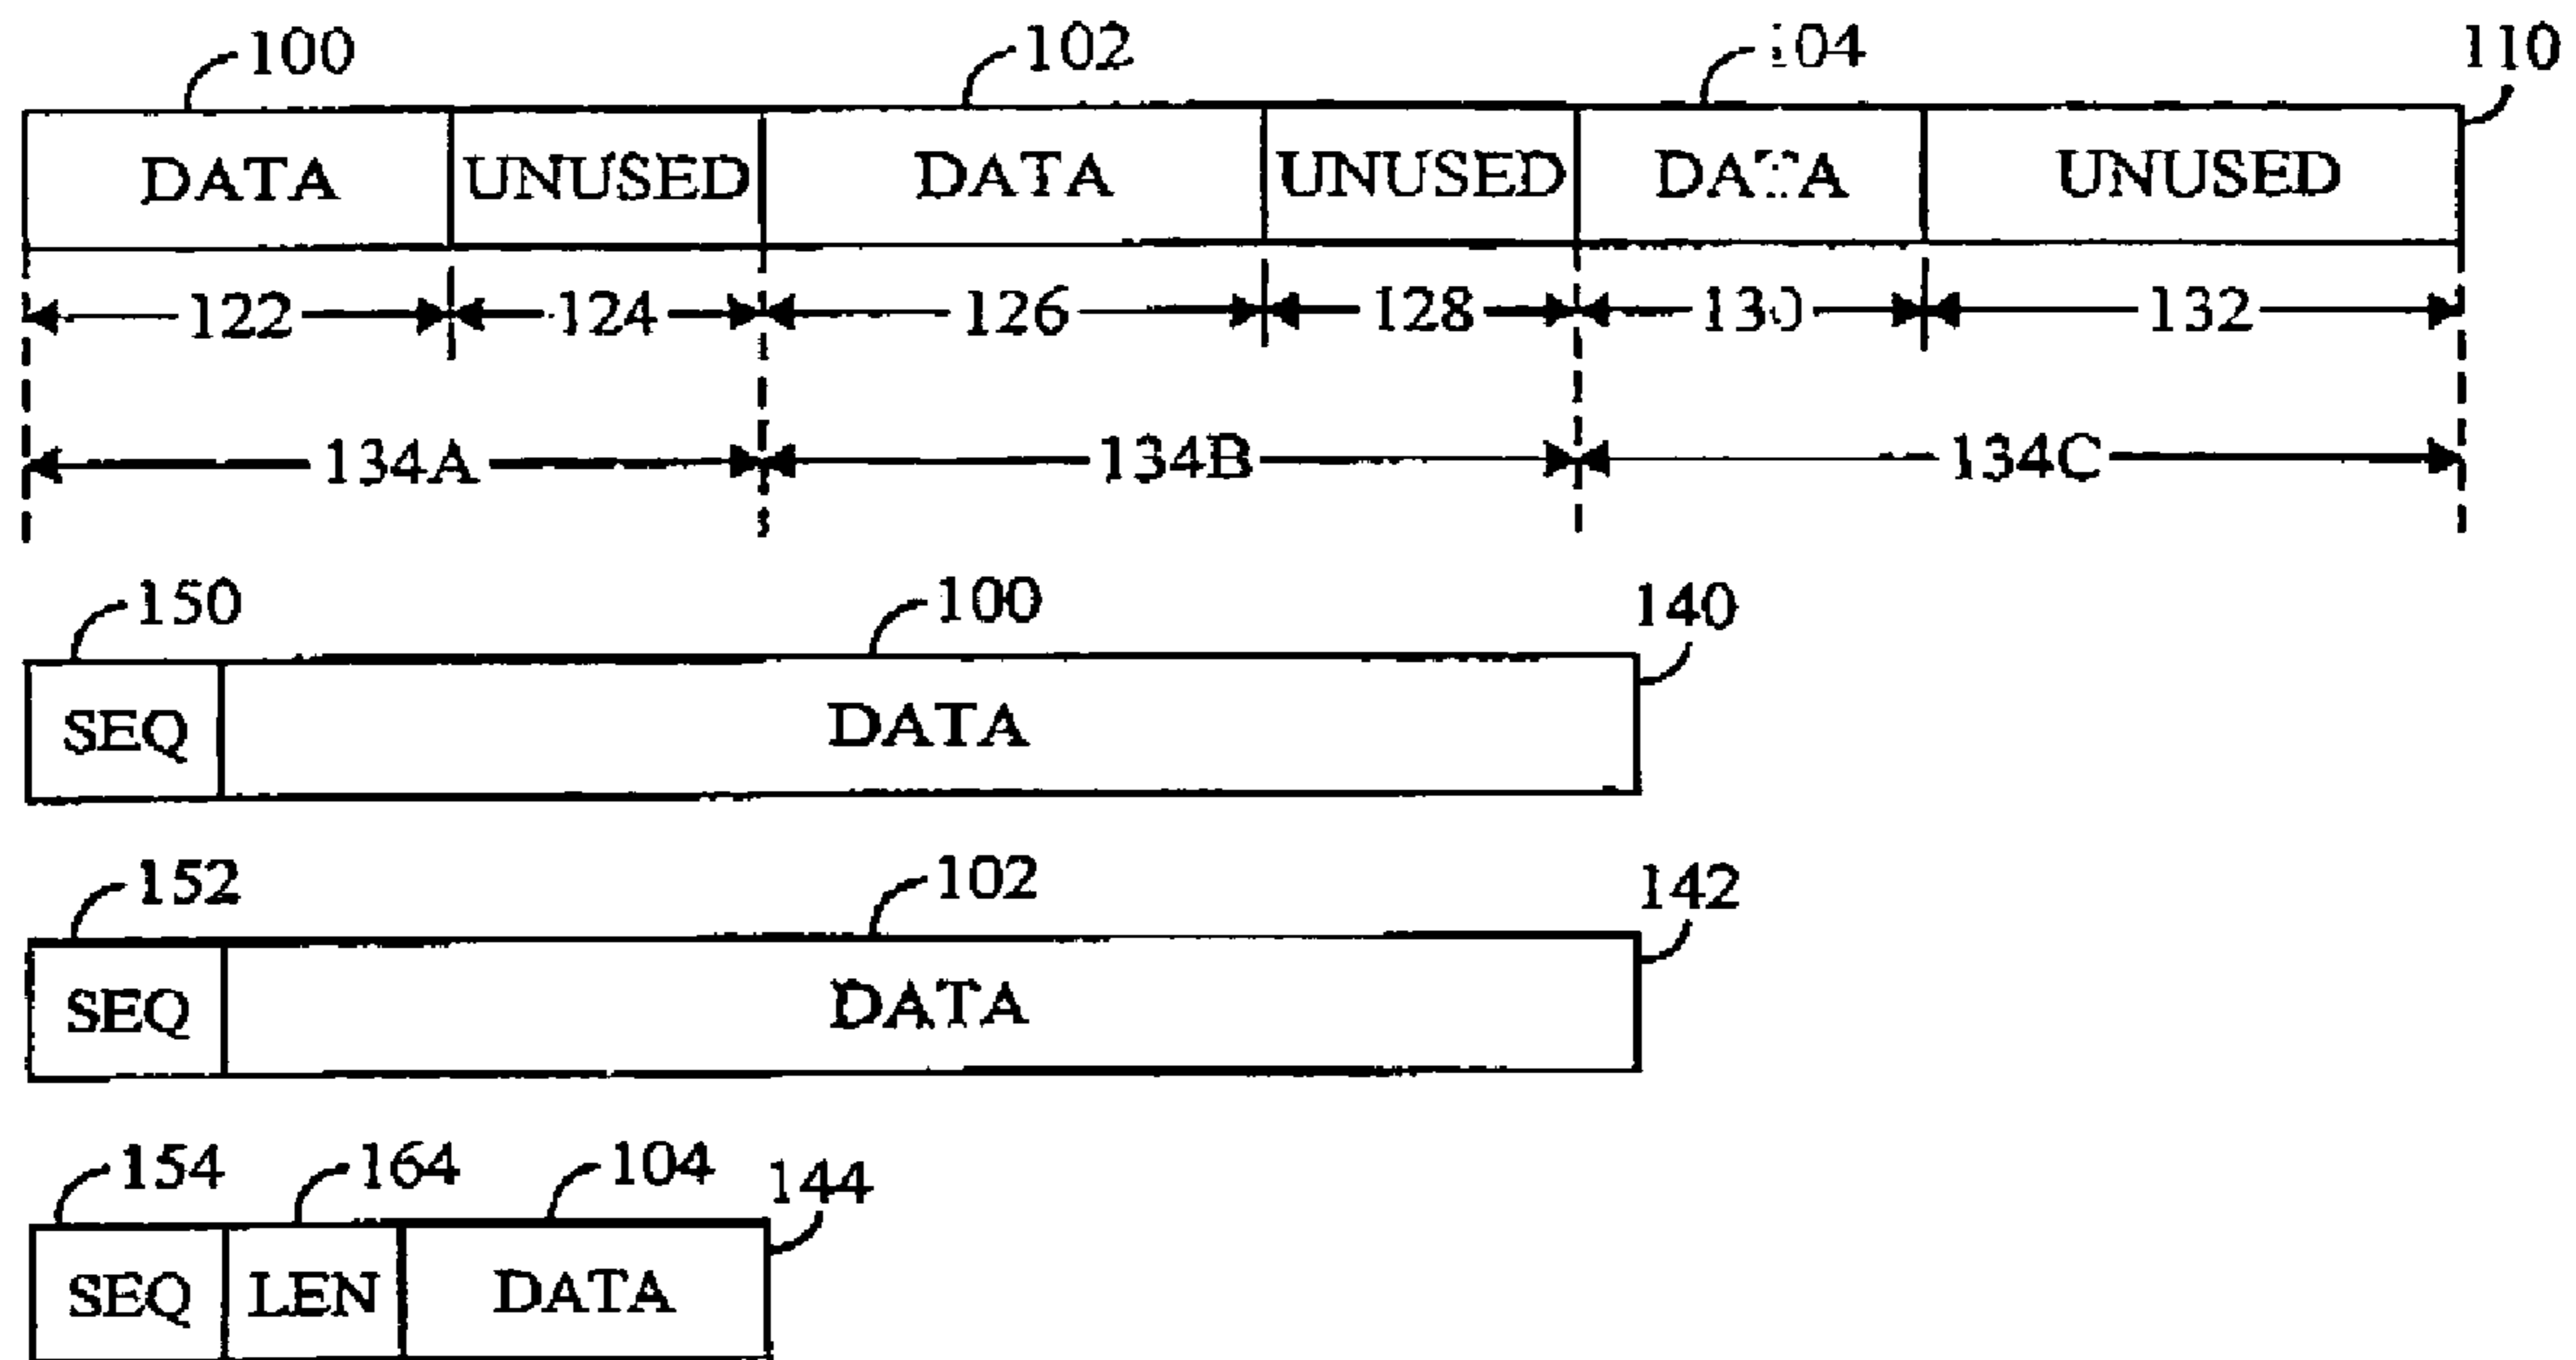 100 102 104 110
DATA UNUSED DATA UNUSED DATA UNUSED
122 124 126 128 130 132
134A 134B 134C
150 100 140
SEQ DATA
152 102 142
SEQ DATA
154 164 104 144
SEQ LEN DATA